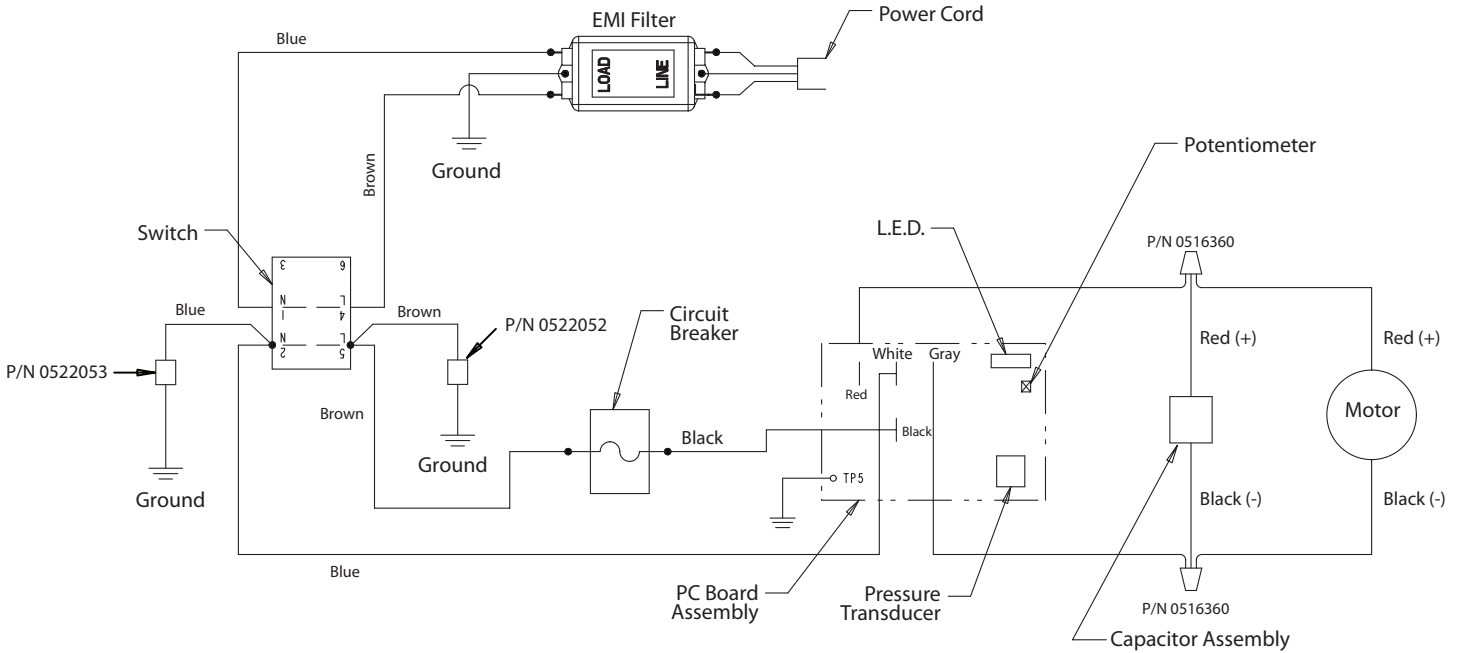 Power Cord
EMI Filter
Blue
LOAD
LINE
Ground
Brown
Potentiometer
Switch
L.E.D.
P/N 0516360
3
6
N
L
1
4
Blue
Brown
P/N 0522052
Circuit
Breaker
N
L
2
5
P/N 0522053
White
Gray
Red (+)
Red (+)
Red
Brown
Motor
Black
Black
Ground
TP5
Ground
Black (-)
Black (-)
Blue
PC Board
Assembly
Pressure
Transducer
P/N 0516360
Capacitor Assembly